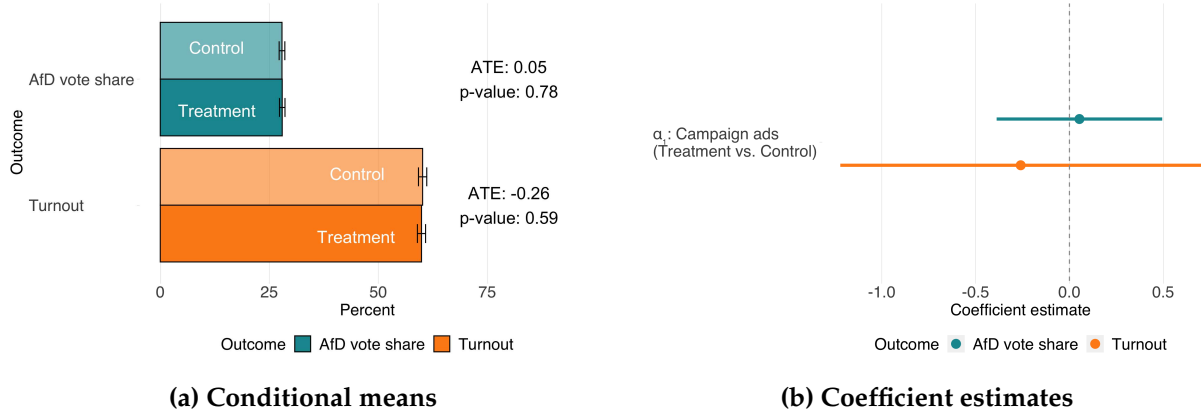 Outcome
AfD vote share
Turnout
Control
Treatment
Control
Treatment
ATE: 0.05
p-value: 0.78
ATE: -0.26
p-value: 0.59
0
25
50
75
Percent
Outcome AfD vote share Turnout
(a) Conditional means
α₁: Campaign ads
(Treatment vs. Control)
-1.0
-0.5
0.0
0.5
Coefficient estimate
Outcome AfD vote share Turnout
(b) Coefficient estimates